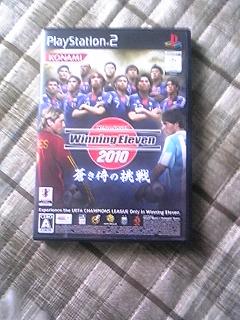 PlayStation 2
KONAMI
Winning Eleven
2010
蒼き侍の挑戦
Experience the UEFA CHAMPIONS LEAGUE Only in Winning Eleven.
A